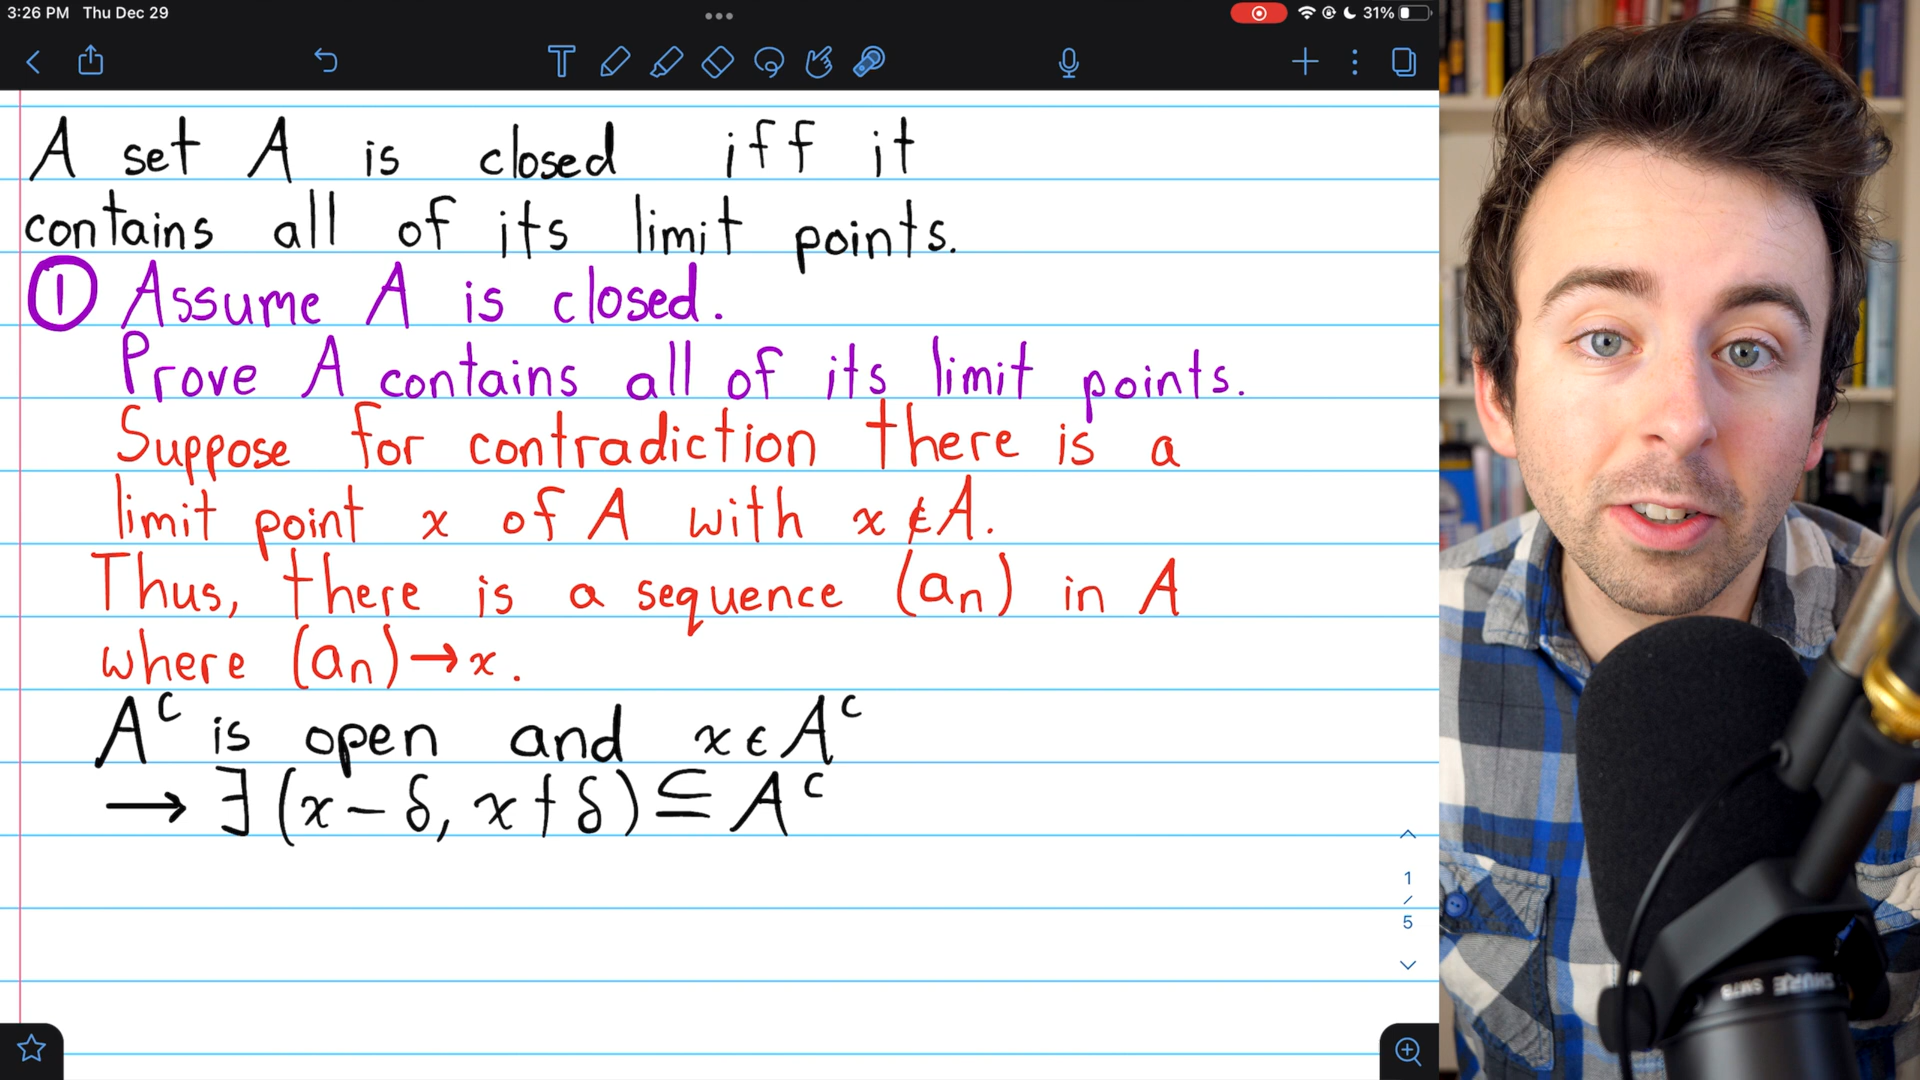 3:26 PM Thu Dec 29
31%
A set A is closed iff it
contains all of its limit points.
① Assume A is closed.
Prove A contains all of its limit points.
Suppose for contradiction there is a
limit point x of A with x ∉ A.
Thus, there is a sequence (aₙ) in A
where (aₙ) → x.
Aᶜ is open and x ∈ Aᶜ
→ ∃ (x − δ, x + δ) ⊆ Aᶜ
1
/
5
SHURE SM7B